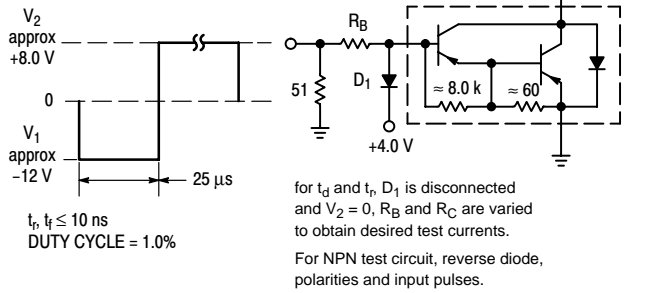 V2
approx
+8.0 V
0
V1
approx
−12 V
25 μs
tr, tf ≤ 10 ns
DUTY CYCLE = 1.0%
RB
51
D1
+4.0 V
≈ 8.0 k
≈ 60
for td and tr, D1 is disconnected
and V2 = 0, RB and RC are varied
to obtain desired test currents.
For NPN test circuit, reverse diode,
polarities and input pulses.